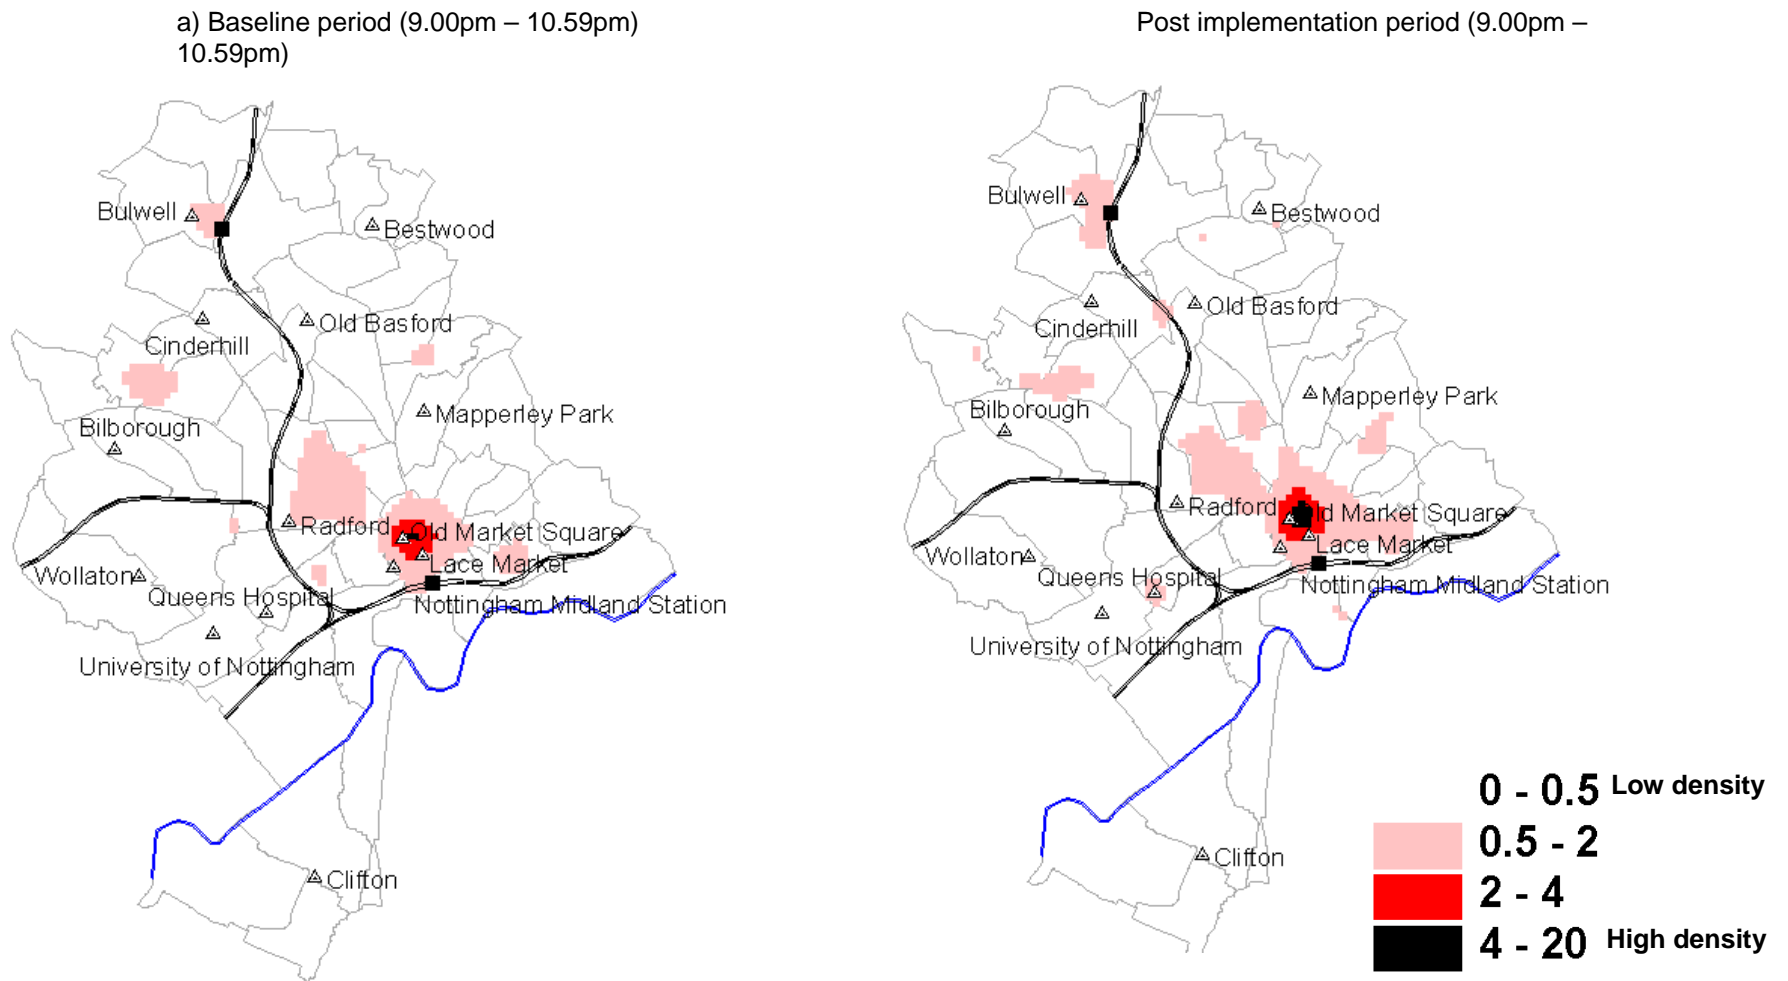 a) Baseline period (9.00pm – 10.59pm)
10.59pm)
Post implementation period (9.00pm –
Bulwell
Bestwood
Old Basford
Cinderhill
Mapperley Park
Bilborough
Radford
Old Market Square
Lace Market
Wollaton
Queens Hospital
Nottingham Midland Station
University of Nottingham
Clifton
Bulwell
Bestwood
Old Basford
Cinderhill
Mapperley Park
Bilborough
Radford
Old Market Square
Lace Market
Wollaton
Queens Hospital
Nottingham Midland Station
University of Nottingham
Clifton
0 - 0.5 Low density
0.5 - 2
2 - 4
4 - 20 High density